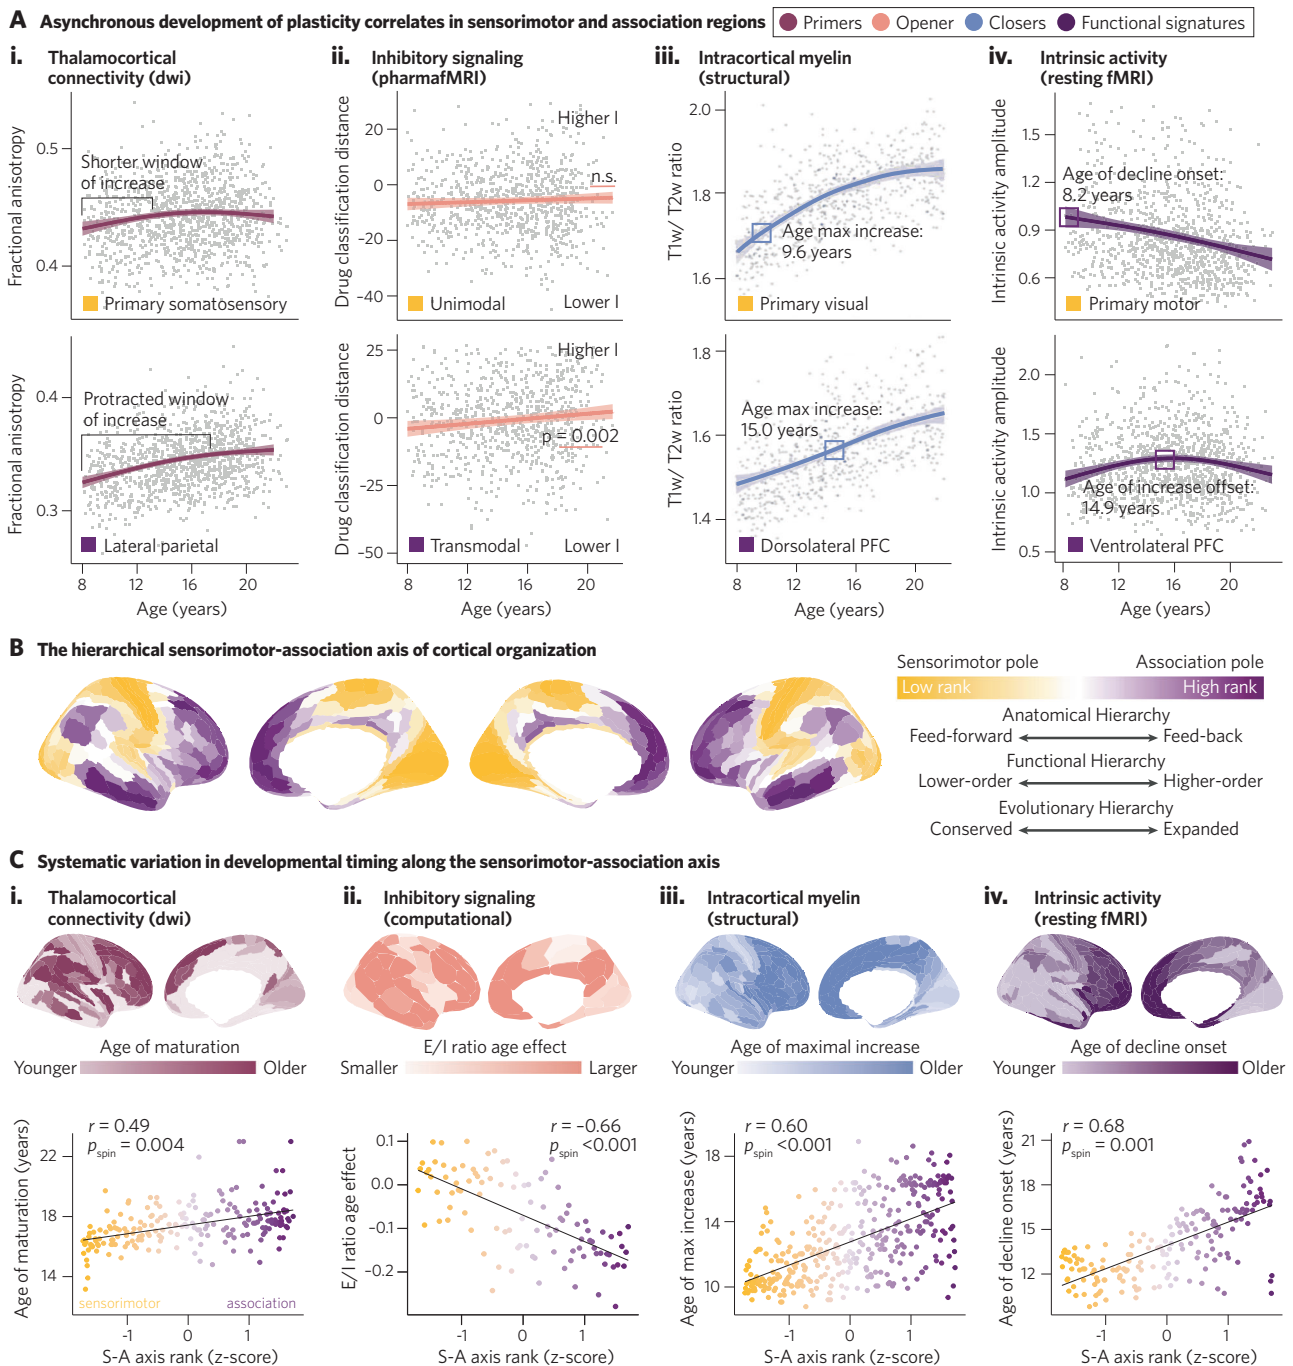 A Asynchronous development of plasticity correlates in sensorimotor and association regions
Primers Opener Closers Functional signatures
i. Thalamocortical
connectivity (dwi)
Fractional anisotropy
0.5
0.4
Shorter window
of increase
Primary somatosensory
Fractional anisotropy
0.4
0.3
Protracted window
of increase
Lateral parietal
8 12 16 20
Age (years)
ii. Inhibitory signaling
(pharmafMRI)
Drug classification distance
20
0
−20
−40
Higher I
n.s.
Unimodal
Lower I
Drug classification distance
25
0
−25
−50
Higher I
p = 0.002
Transmodal
Lower I
8 12 16 20
Age (years)
iii. Intracortical myelin
(structural)
T1w/ T2w ratio
2.0
1.8
1.6
Age max increase:
9.6 years
Primary visual
T1w/ T2w ratio
1.8
1.6
1.4
Age max increase:
15.0 years
Dorsolateral PFC
8 12 16 20
Age (years)
iv. Intrinsic activity
(resting fMRI)
Intrinsic activity amplitude
1.5
1.2
0.9
0.6
Age of decline onset:
8.2 years
Primary motor
Intrinsic activity amplitude
2.0
1.5
1.0
0.5
Age of increase offset:
14.9 years
Ventrolateral PFC
8 12 16 20
Age (years)
B The hierarchical sensorimotor-association axis of cortical organization
Sensorimotor pole Association pole
Low rank High rank
Anatomical Hierarchy
Feed-forward Feed-back
Functional Hierarchy
Lower-order Higher-order
Evolutionary Hierarchy
Conserved Expanded
C Systematic variation in developmental timing along the sensorimotor-association axis
i. Thalamocortical
connectivity (dwi)
Age of maturation
Younger Older
r = 0.49
pspin = 0.004
Age of maturation (years)
22
18
14
sensorimotor association
-1 0 1
S-A axis rank (z-score)
ii. Inhibitory signaling
(computational)
E/I ratio age effect
Smaller Larger
r = −0.66
pspin <0.001
E/I ratio age effect
0.1
0.0
−0.1
−0.2
-1 0 1
S-A axis rank (z-score)
iii. Intracortical myelin
(structural)
Age of maximal increase
Younger Older
r = 0.60
pspin <0.001
Age of max increase (years)
18
14
10
-1 0 1
S-A axis rank (z-score)
iv. Intrinsic activity
(resting fMRI)
Age of decline onset
Younger Older
r = 0.68
pspin = 0.001
Age of decline onset (years)
21
18
15
12
-1 0 1
S-A axis rank (z-score)